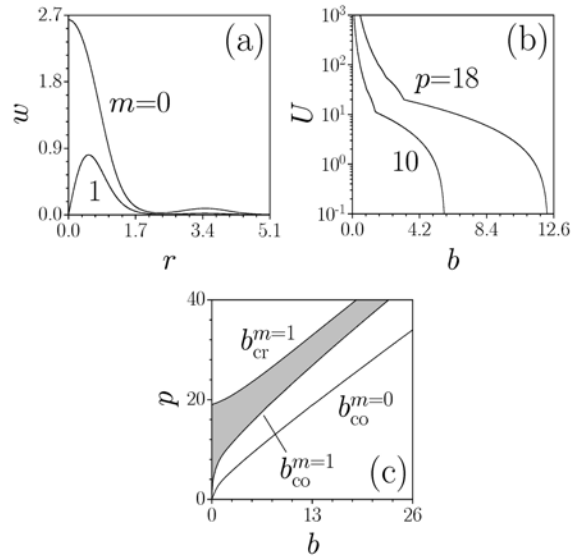 2.7
1.8
0.9
0.0
w
(a)
m=0
1
0.0
1.7
3.4
5.1
r
10³
10²
10¹
10⁰
10⁻¹
U
(b)
p=18
10
0.0
4.2
8.4
12.6
b
40
20
0
p
b_cr^{m=1}
b_co^{m=0}
b_co^{m=1}
(c)
0
13
26
b